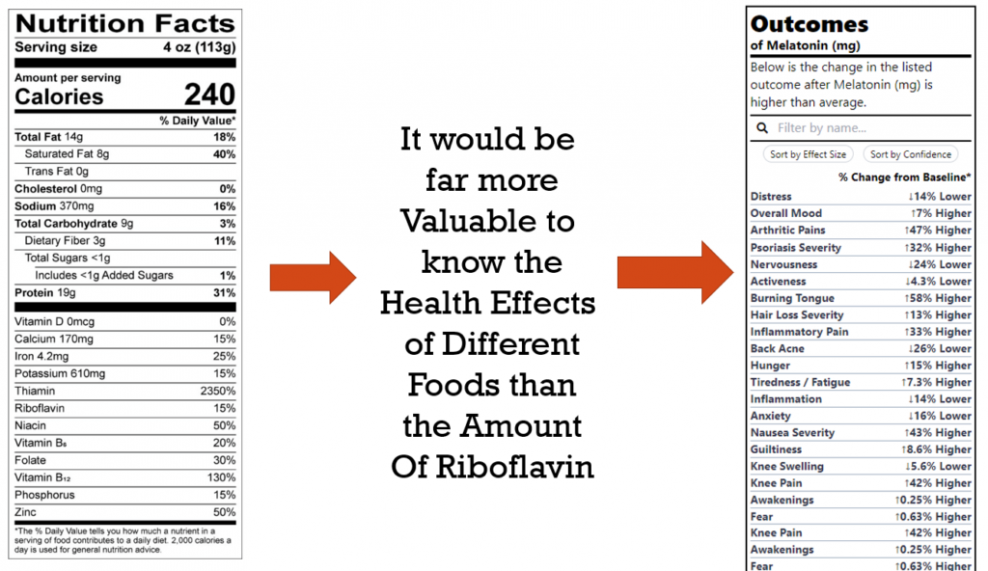 Nutrition Facts
Serving size 4 oz (113g)
Amount per serving
Calories 240
% Daily Value*
Total Fat 14g 18%
Saturated Fat 8g 40%
Trans Fat 0g
Cholesterol 0mg 0%
Sodium 370mg 16%
Total Carbohydrate 9g 3%
Dietary Fiber 3g 11%
Total Sugars <1g
Includes <1g Added Sugars 1%
Protein 19g 31%
Vitamin D 0mcg 0%
Calcium 170mg 15%
Iron 4.2mg 25%
Potassium 610mg 15%
Thiamin 2350%
Riboflavin 15%
Niacin 50%
Vitamin B₆ 20%
Folate 30%
Vitamin B₁₂ 130%
Phosphorus 15%
Zinc 50%
*The % Daily Value tells you how much a nutrient in a
serving of food contributes to a daily diet. 2,000 calories a
day is used for general nutrition advice.
It would be
far more
Valuable to
know the
Health Effects
of Different
Foods than
the Amount
Of Riboflavin
Outcomes
of Melatonin (mg)
Below is the change in the listed
outcome after Melatonin (mg) is
higher than average.
Filter by name...
Sort by Effect Size Sort by Confidence
% Change from Baseline*
Distress ↓14% Lower
Overall Mood ↑7% Higher
Arthritic Pains ↑47% Higher
Psoriasis Severity ↑32% Higher
Nervousness ↓24% Lower
Activeness ↓4.3% Lower
Burning Tongue ↑58% Higher
Hair Loss Severity ↑13% Higher
Inflammatory Pain ↑33% Higher
Back Acne ↓26% Lower
Hunger ↑15% Higher
Tiredness / Fatigue ↑7.3% Higher
Inflammation ↓14% Lower
Anxiety ↓16% Lower
Nausea Severity ↑43% Higher
Guiltiness ↑8.6% Higher
Knee Swelling ↓5.6% Lower
Knee Pain ↑42% Higher
Awakenings ↑0.25% Higher
Fear ↑0.63% Higher
Knee Pain ↑42% Higher
Awakenings ↑0.25% Higher
Fear ↑0.63% Higher